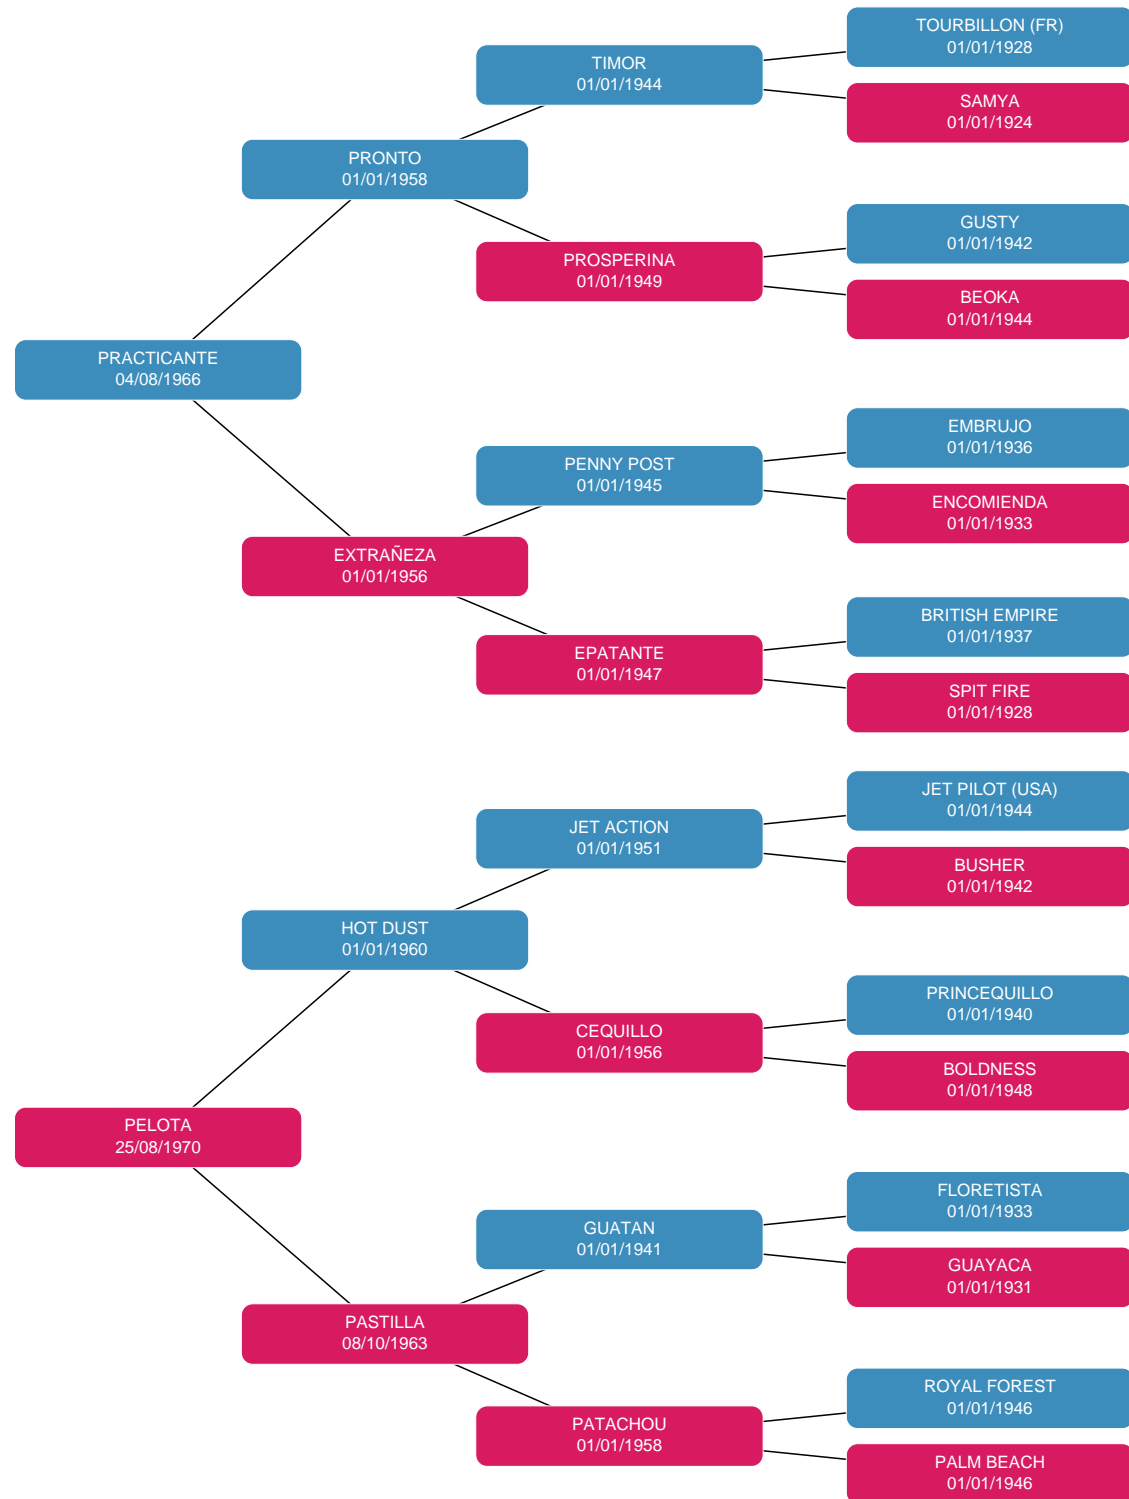 TOURBILLON (FR)
01/01/1928
TIMOR
01/01/1944
SAMYA
01/01/1924
PRONTO
01/01/1958
GUSTY
01/01/1942
PROSPERINA
01/01/1949
BEOKA
01/01/1944
PRACTICANTE
04/08/1966
EMBRUJO
01/01/1936
PENNY POST
01/01/1945
ENCOMIENDA
01/01/1933
EXTRAÑEZA
01/01/1956
BRITISH EMPIRE
01/01/1937
EPATANTE
01/01/1947
SPIT FIRE
01/01/1928
JET PILOT (USA)
01/01/1944
JET ACTION
01/01/1951
BUSHER
01/01/1942
HOT DUST
01/01/1960
PRINCEQUILLO
01/01/1940
CEQUILLO
01/01/1956
BOLDNESS
01/01/1948
PELOTA
25/08/1970
FLORETISTA
01/01/1933
GUATAN
01/01/1941
GUAYACA
01/01/1931
PASTILLA
08/10/1963
ROYAL FOREST
01/01/1946
PATACHOU
01/01/1958
PALM BEACH
01/01/1946